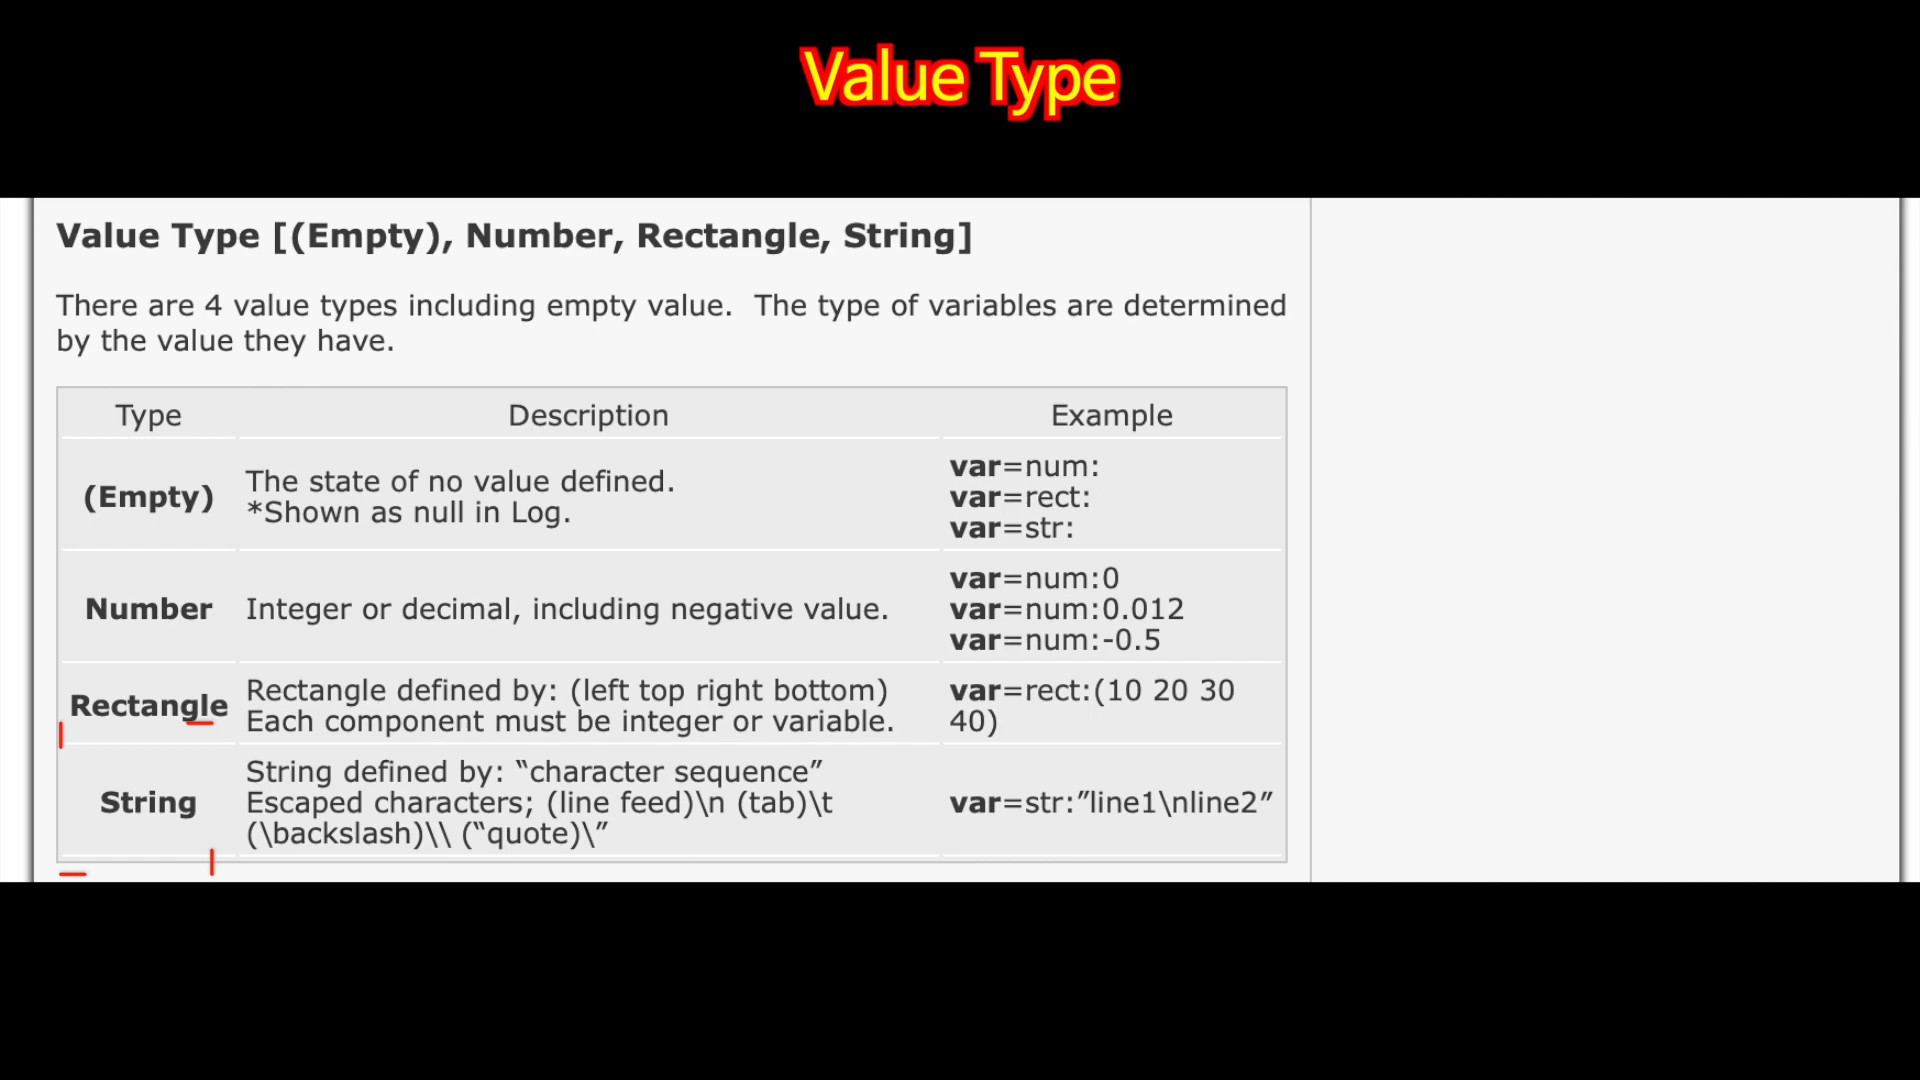 Value Type
Value Type [(Empty), Number, Rectangle, String]
There are 4 value types including empty value.  The type of variables are determined
by the value they have.
Type Description Example
(Empty) The state of no value defined.
*Shown as null in Log.
var=num:
var=rect:
var=str:
Number Integer or decimal, including negative value.
var=num:0
var=num:0.012
var=num:-0.5
Rectangle
Rectangle defined by: (left top right bottom)
Each component must be integer or variable.
var=rect:(10 20 30
40)
String
String defined by: “character sequence”
Escaped characters; (line feed)\n (tab)\t
(\backslash)\\ (“quote)\”
var=str:”line1\nline2”